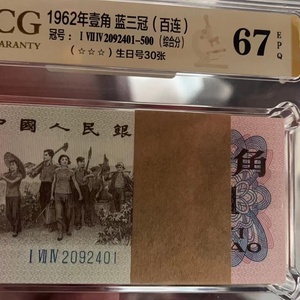 CG
ARANTY
1962年壹角 蓝三冠（百连）
冠号： I Ⅶ Ⅳ 2092401-500 (综合分)
(☆☆☆) 生日号30张
67
EPQ
中國人民銀
I Ⅶ Ⅳ 2092401
角
AO